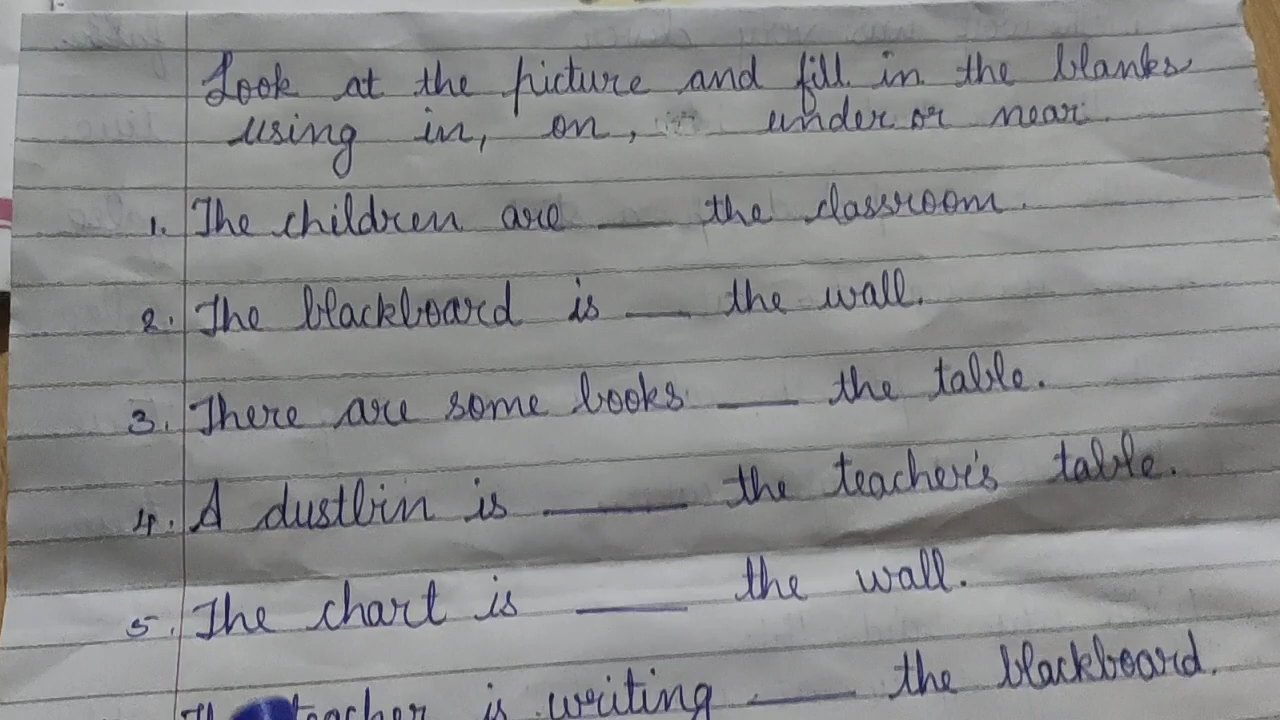 Look at the picture and fill in the blanks
using in, on, under or near.
1. The children are ___ the classroom.
2. The blackboard is ___ the wall.
3. There are some books ___ the table.
4. A dustbin is ___ the teacher's table.
5. The chart is ___ the wall.
teacher is writing ___ the blackboard.